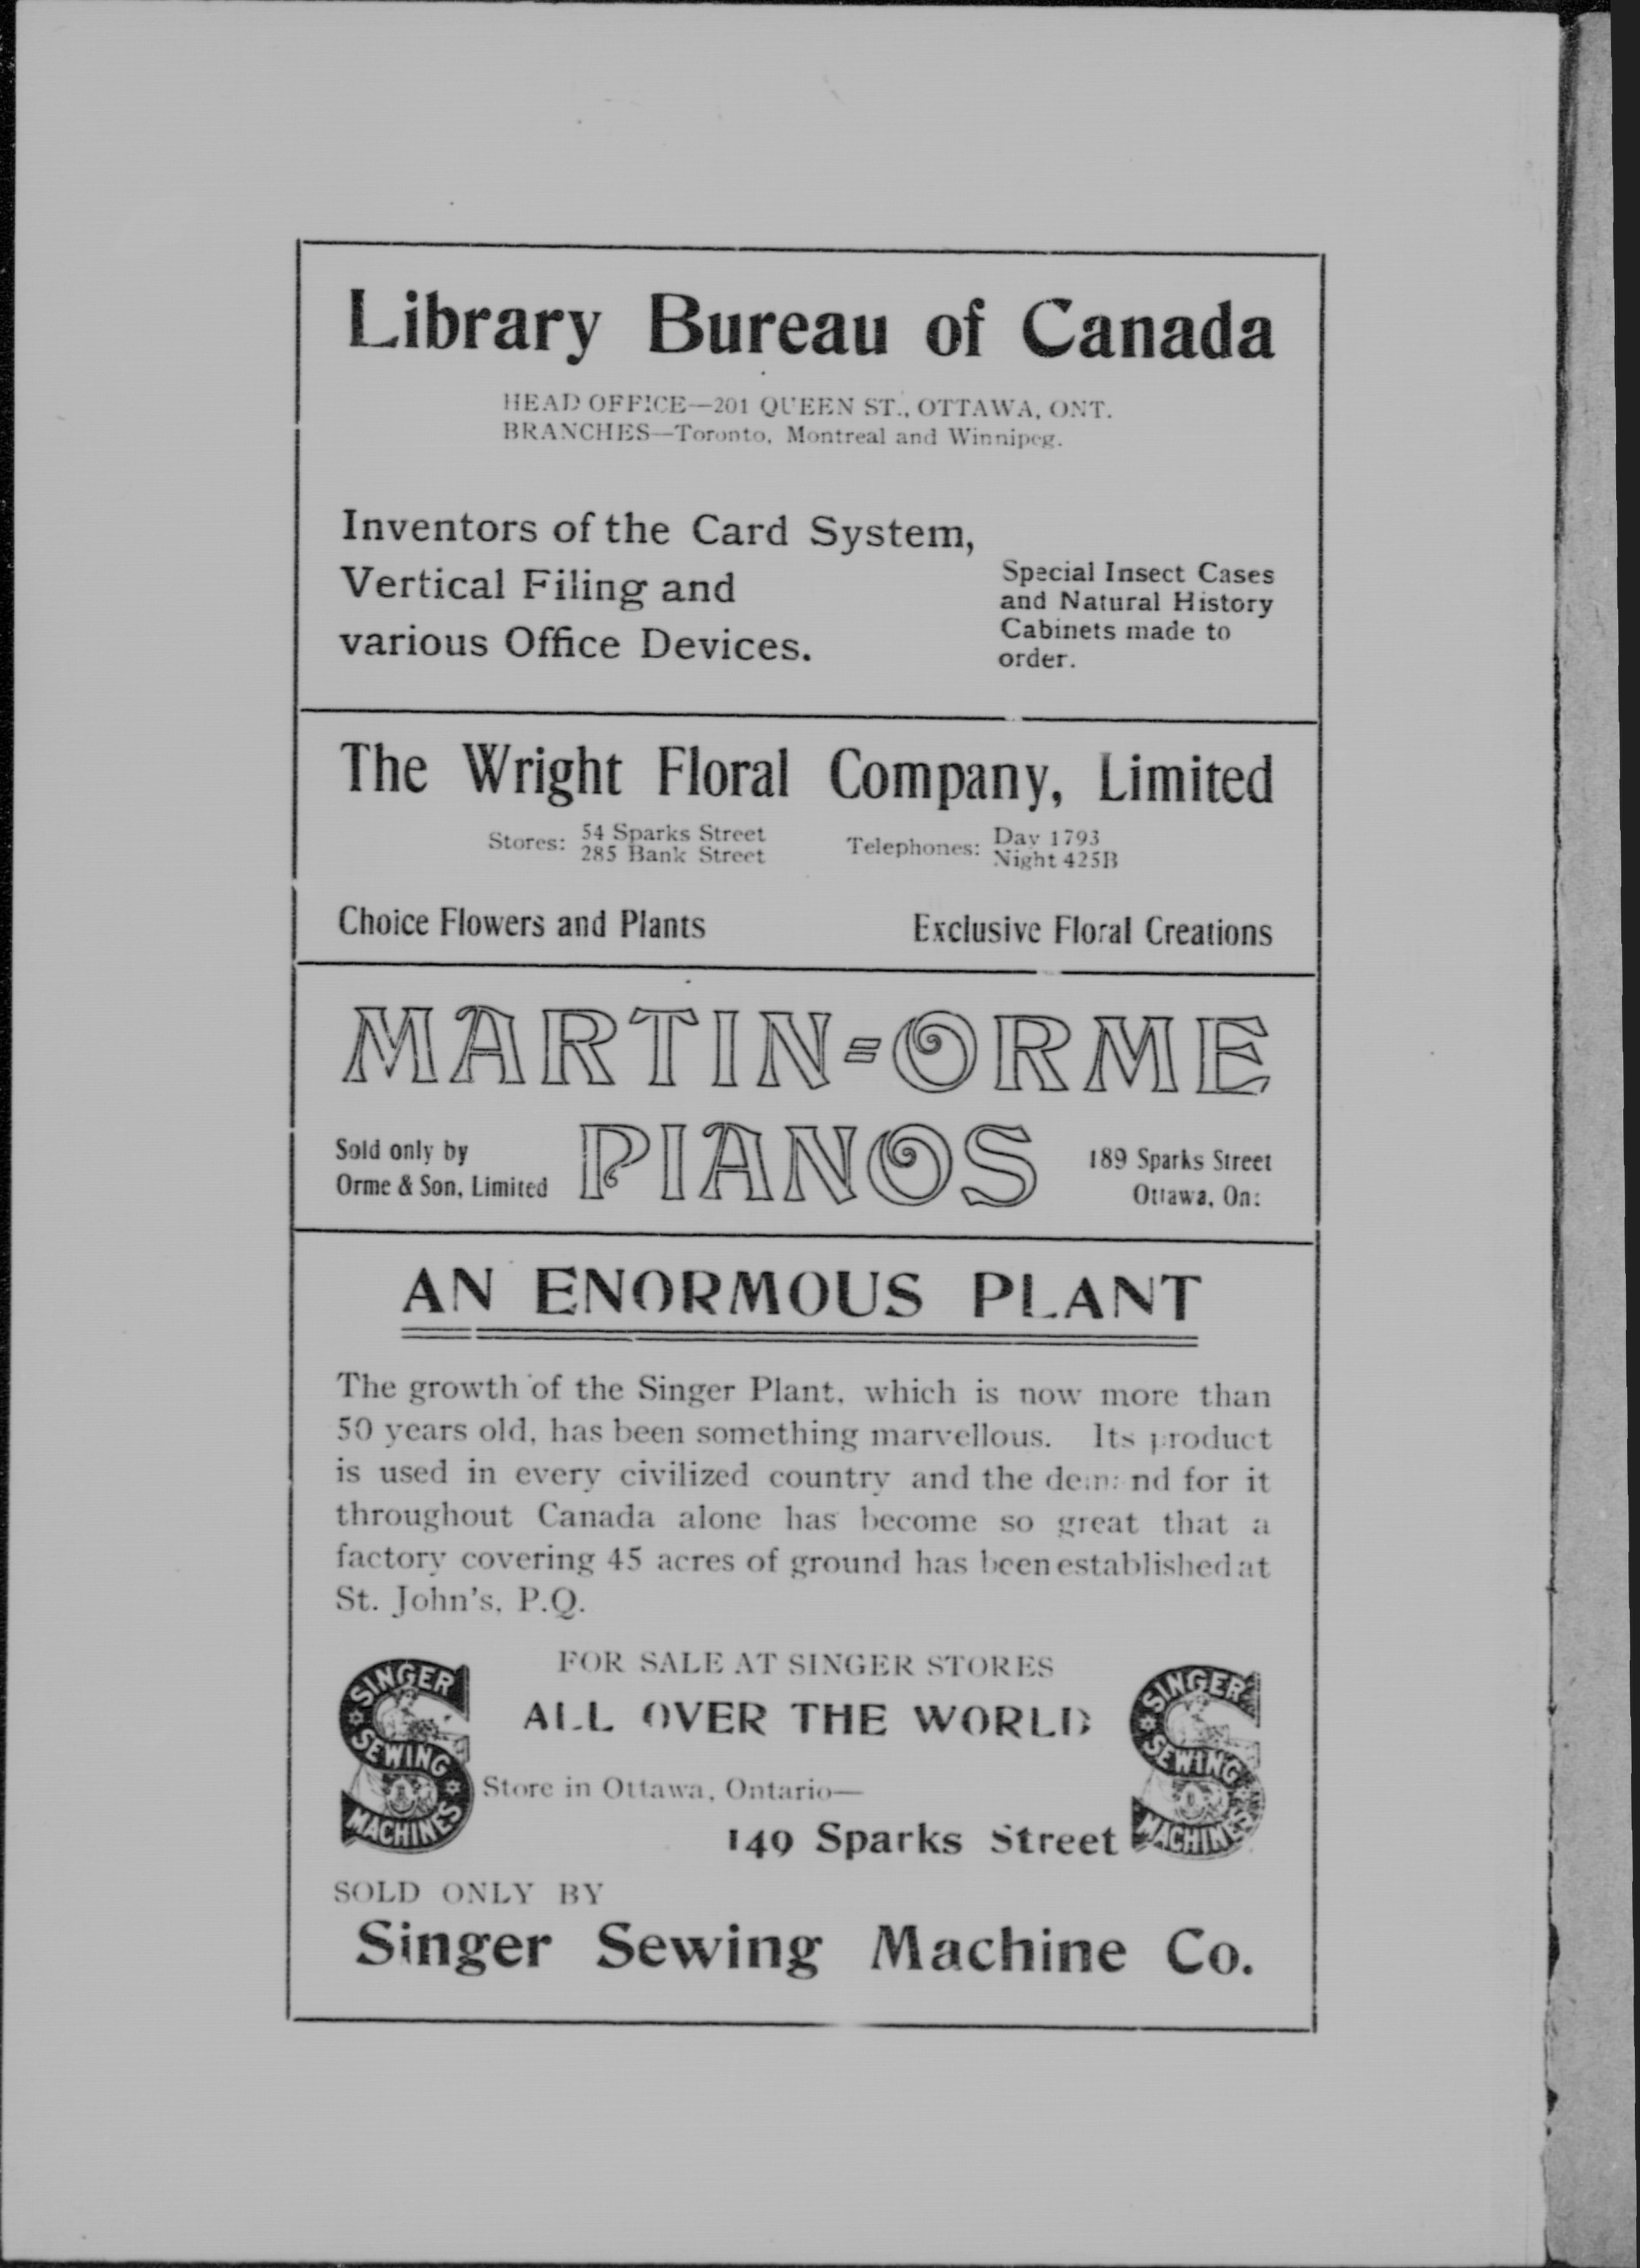 Library Bureau of Canada
HEAD OFFICE—201 QUEEN ST., OTTAWA, ONT.
BRANCHES—Toronto, Montreal and Winnipeg.
Inventors of the Card System,
Vertical Filing and
various Office Devices.
Special Insect Cases
and Natural History
Cabinets made to
order.
The Wright Floral Company, Limited
Stores: 54 Sparks Street
285 Bank Street
Telephones: Day 1793
Night 425B
Choice Flowers and Plants
Exclusive Floral Creations
MARTIN=ORME
PIANOS
Sold only by
Orme & Son, Limited
189 Sparks Street
Ottawa, Ont
AN ENORMOUS PLANT
The growth of the Singer Plant, which is now more than
50 years old, has been something marvellous. Its product
is used in every civilized country and the demand for it
throughout Canada alone has become so great that a
factory covering 45 acres of ground has been established at
St. John's, P.Q.
FOR SALE AT SINGER STORES
ALL OVER THE WORLD
Store in Ottawa, Ontario—
149 Sparks Street
SINGER
SEWING
MACHINES
SINGER
SEWING
MACHINES
SOLD ONLY BY
Singer Sewing Machine Co.